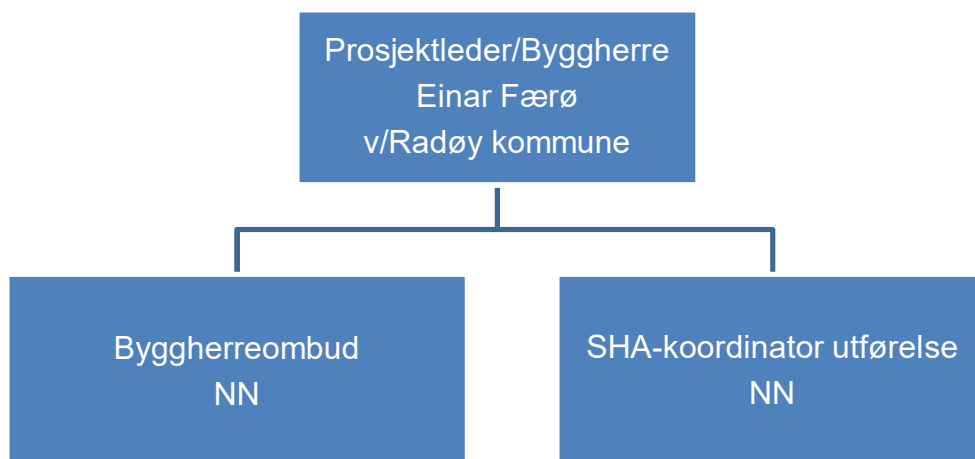 Prosjektleder/Byggherre
Einar Færø
v/Radøy kommune
Byggherreombud
NN
SHA-koordinator utførelse
NN